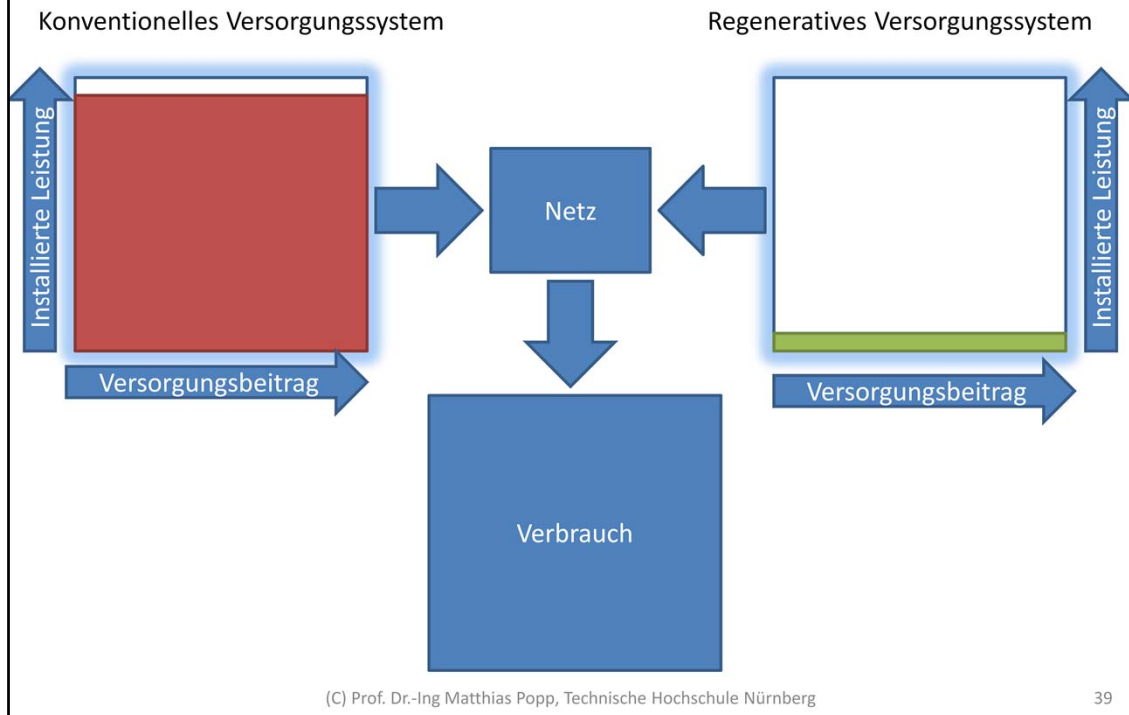 Konventionelles Versorgungssystem
Regeneratives Versorgungssystem
Installierte Leistung
Versorgungsbeitrag
Netz
Installierte Leistung
Versorgungsbeitrag
Verbrauch
(C) Prof. Dr.-Ing Matthias Popp, Technische Hochschule Nürnberg
39